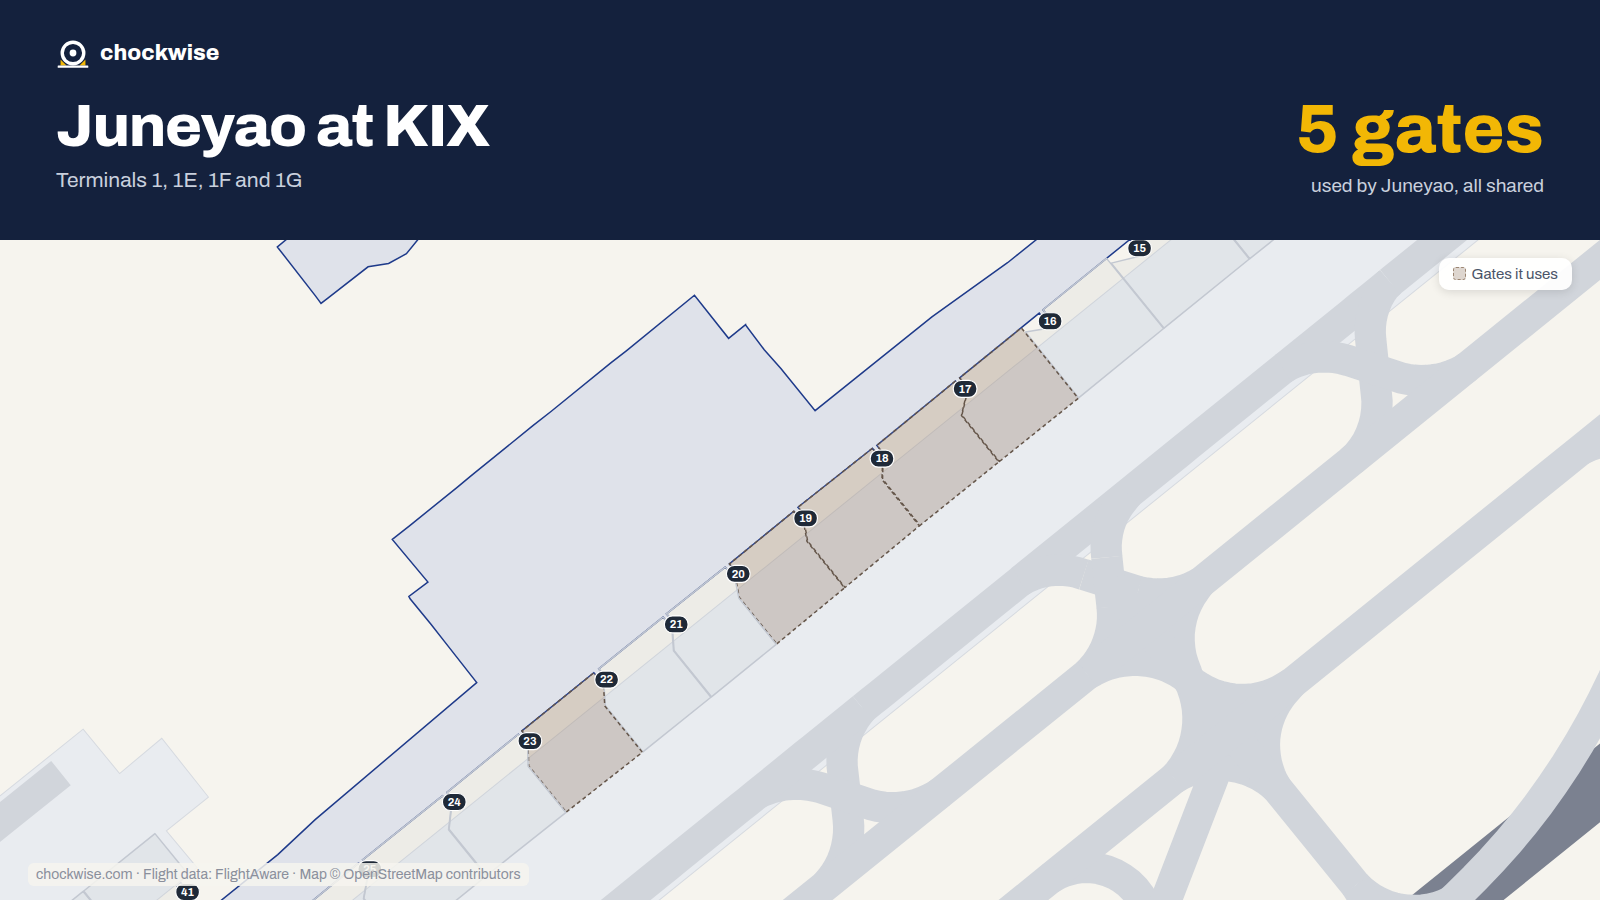 chockwise
Juneyao at KIX
Terminals 1, 1E, 1F and 1G
5 gates
used by Juneyao, all shared
Gates it uses
15
16
17
18
19
20
21
22
23
24
41
chockwise.com · Flight data: FlightAware · Map © OpenStreetMap contributors